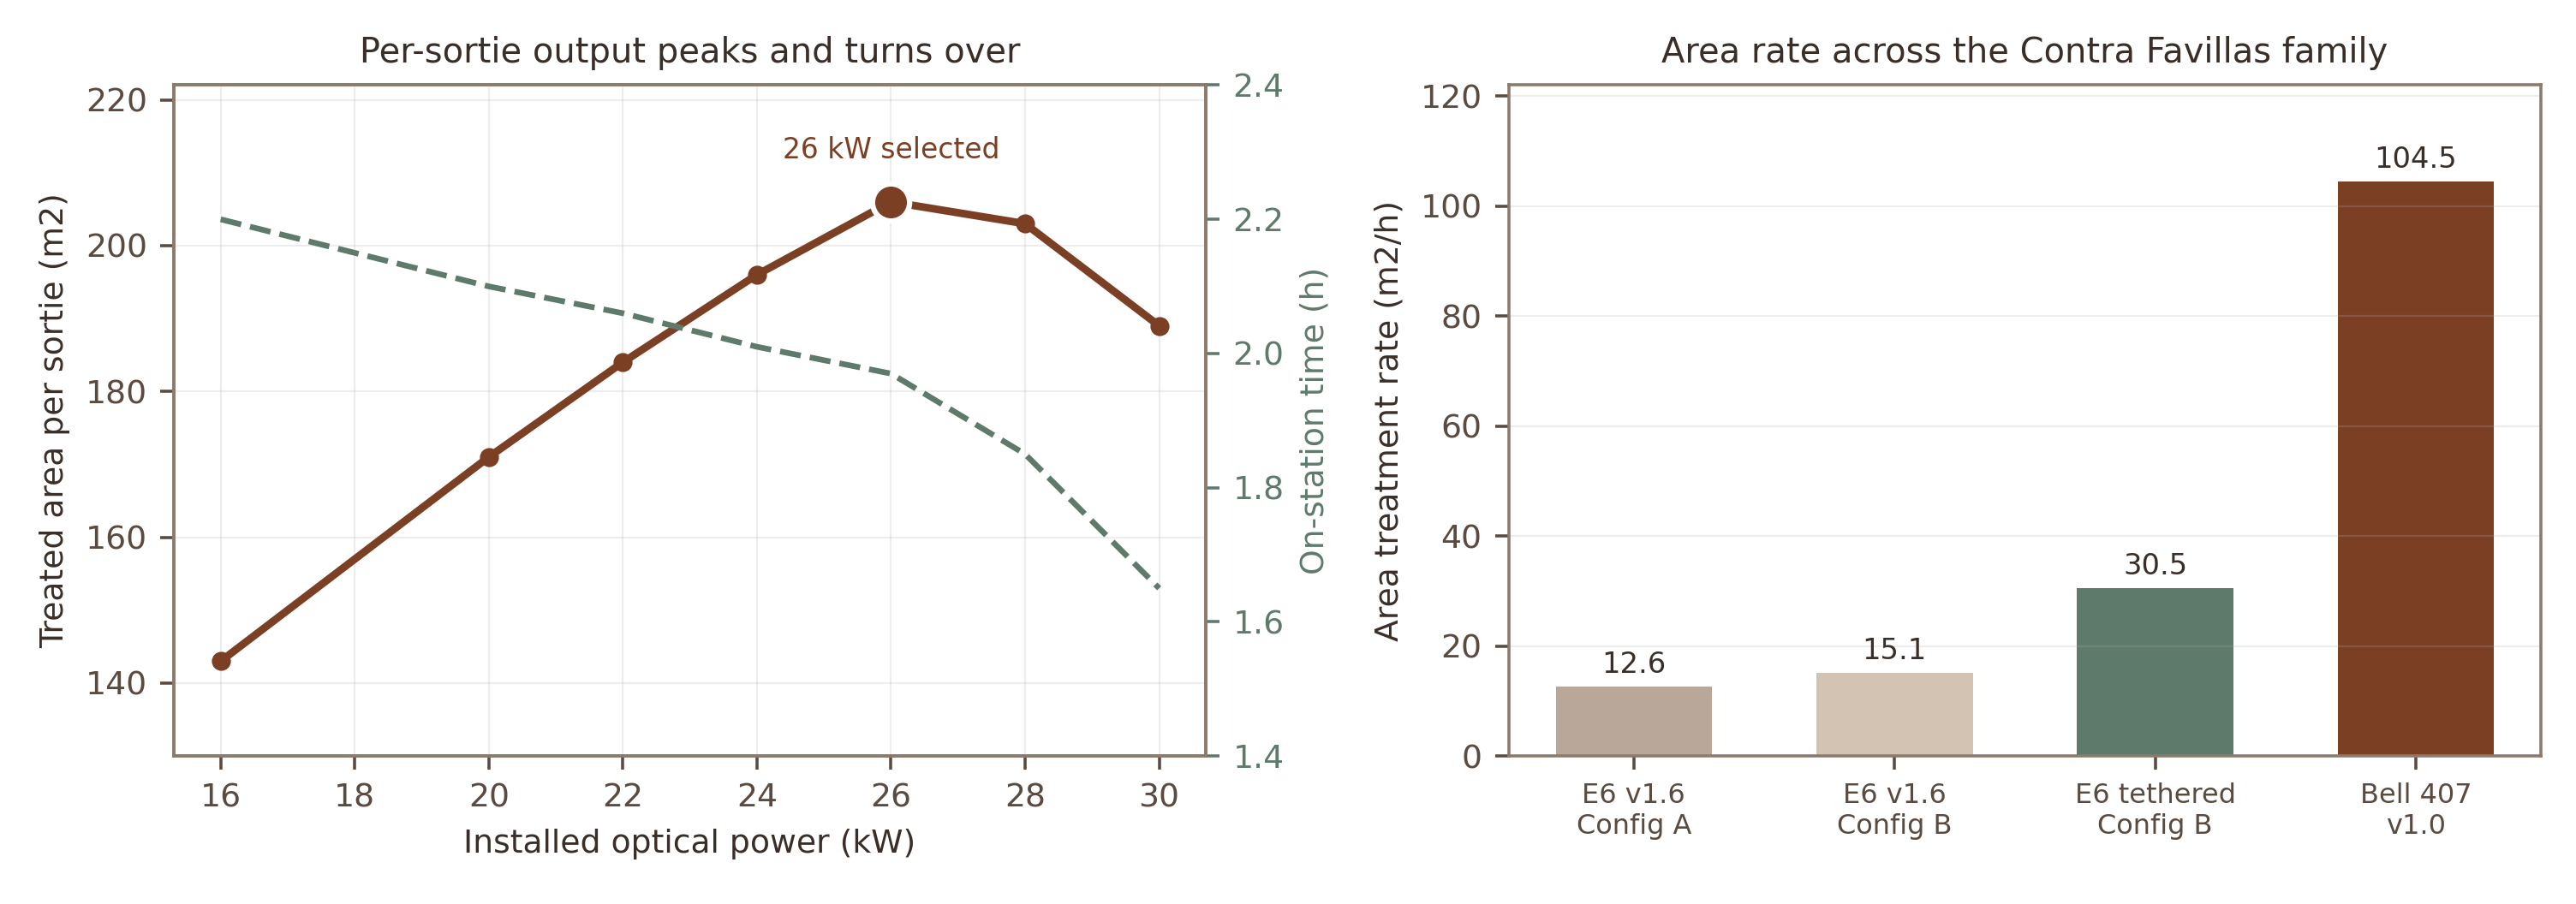 Per-sortie output peaks and turns over
Treated area per sortie (m2)
220
200
180
160
140
26 kW selected
2.4
2.2
2.0
1.8
1.6
1.4
On-station time (h)
16 18 20 22 24 26 28 30
Installed optical power (kW)
Area rate across the Contra Favillas family
Area treatment rate (m2/h)
120
100
80
60
40
20
0
12.6
15.1
30.5
104.5
E6 v1.6
Config A
E6 v1.6
Config B
E6 tethered
Config B
Bell 407
v1.0